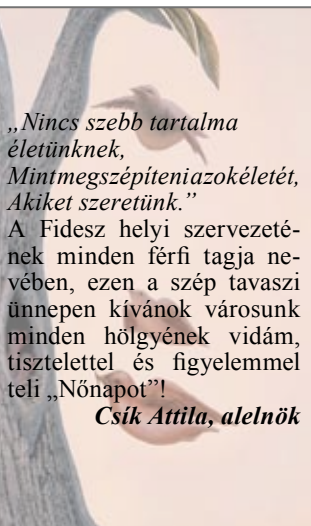 „Nincs szebb tartalma
életünknek,
Mintmegszépíteniazokéletét,
Akiket szeretünk.”
A Fidesz helyi szervezeté-
nek minden férfi tagja ne-
vében, ezen a szép tavaszi
ünnepen kívánok városunk
minden hölgyének vidám,
tisztelettel és figyelemmel
teli „Nőnapot”!
Csík Attila, alelnök